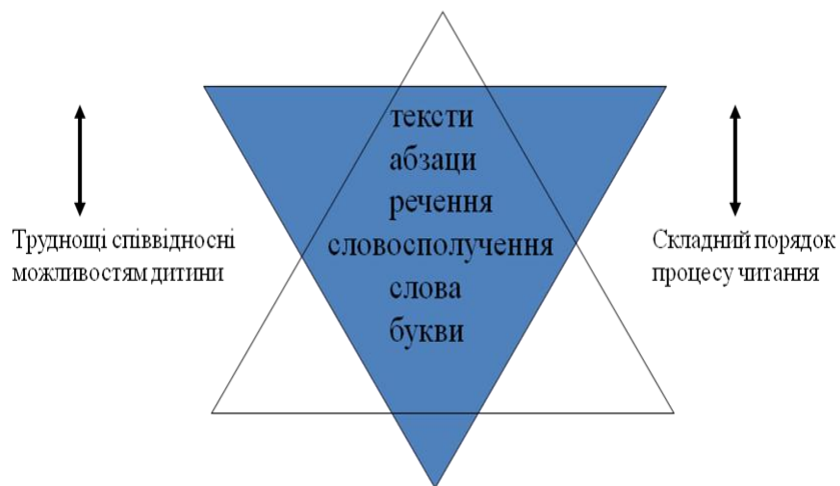 тексти
абзаци
речення
словосполучення
слова
букви
Труднощі співвідносні
можливостям дитини
Складний порядок
процесу читання